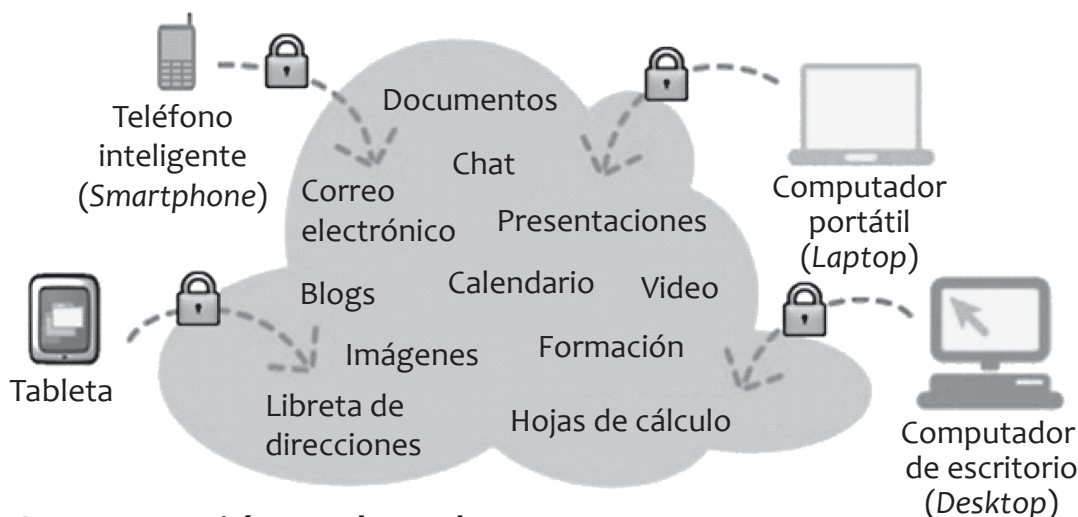 Documentos
Teléfono
inteligente
(Smartphone)
Chat
Correo
electrónico
Presentaciones
Computador
portátil
(Laptop)
Blogs
Calendario
Video
Imágenes
Formación
Tableta
Libreta de
direcciones
Hojas de cálculo
Computador
de escritorio
(Desktop)